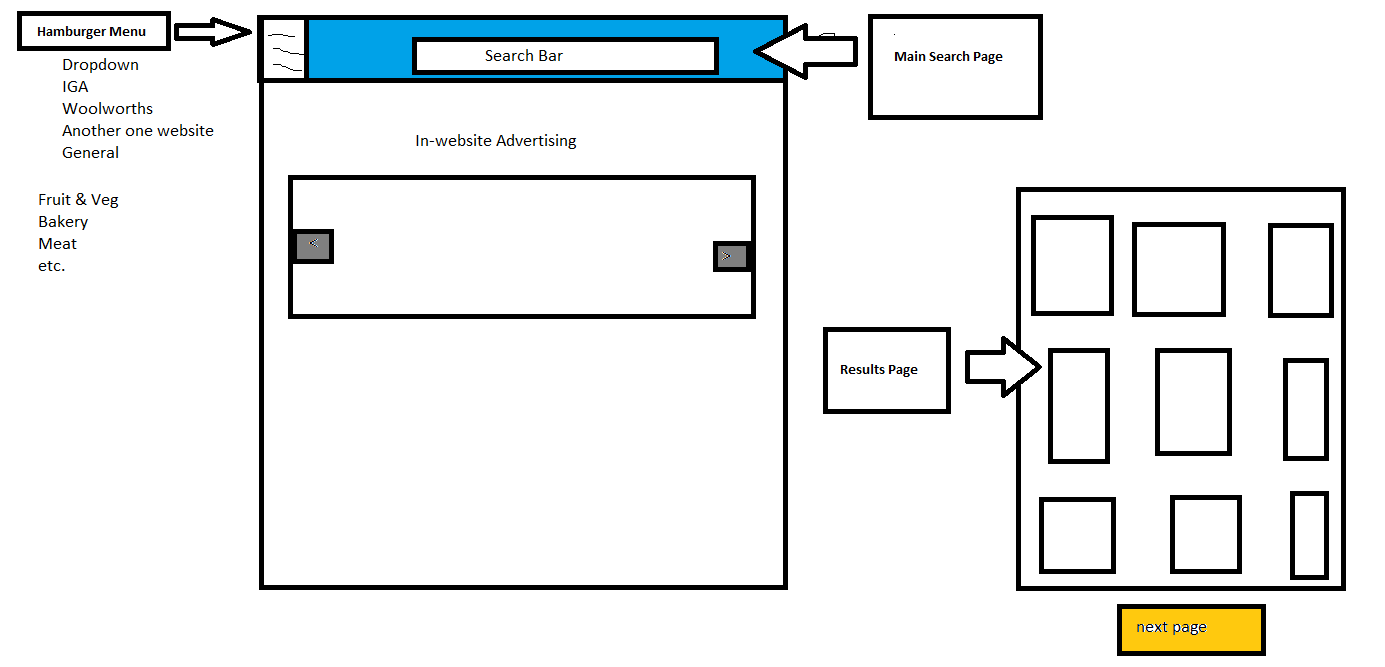 Hamburger Menu
Dropdown
IGA
Woolworths
Another one website
General
Fruit & Veg
Bakery
Meat
etc.
Search Bar
In-website Advertising
<
>
Main Search Page
Results Page
next page